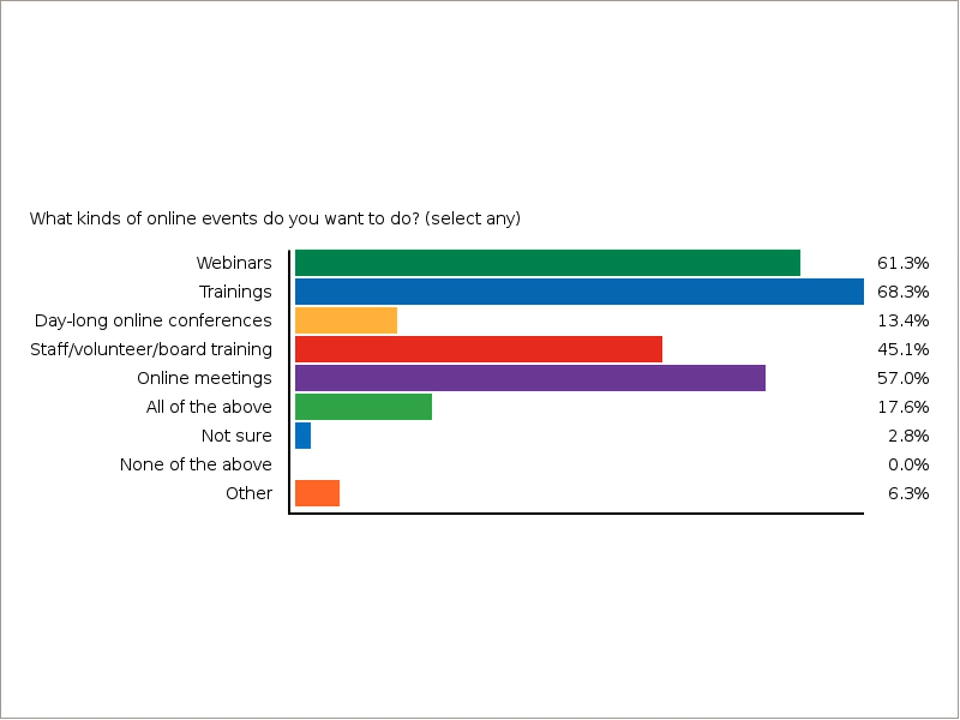 What kinds of online events do you want to do? (select any)
Webinars 61.3%
Trainings 68.3%
Day-long online conferences 13.4%
Staff/volunteer/board training 45.1%
Online meetings 57.0%
All of the above 17.6%
Not sure 2.8%
None of the above 0.0%
Other 6.3%